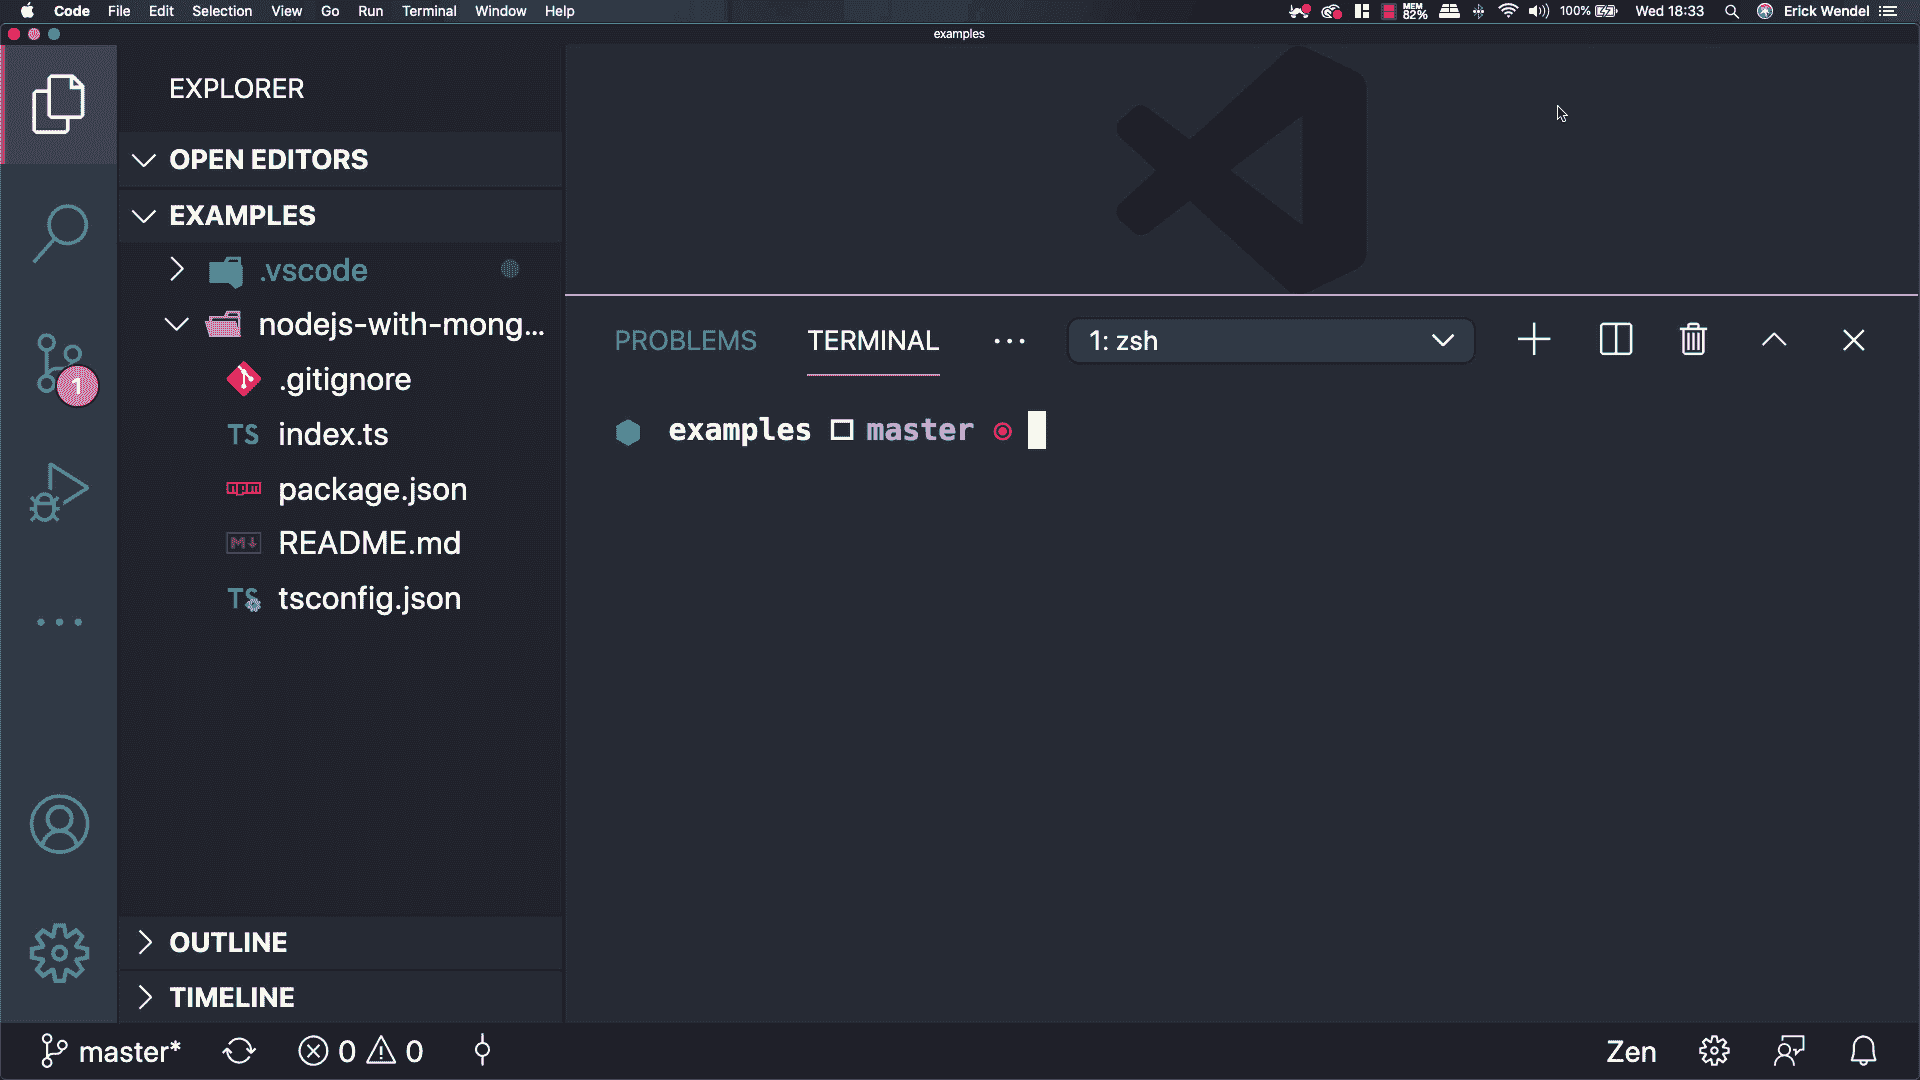 Code File Edit Selection View Go Run Terminal Window Help MEM 82% 100% Wed 18:33 Erick Wendel
examples
EXPLORER
OPEN EDITORS
EXAMPLES
.vscode
nodejs-with-mong...
.gitignore
TS index.ts
package.json
README.md
TS tsconfig.json
OUTLINE
TIMELINE
1
PROBLEMS TERMINAL ... 1: zsh
examples master
master* 0 0 Zen